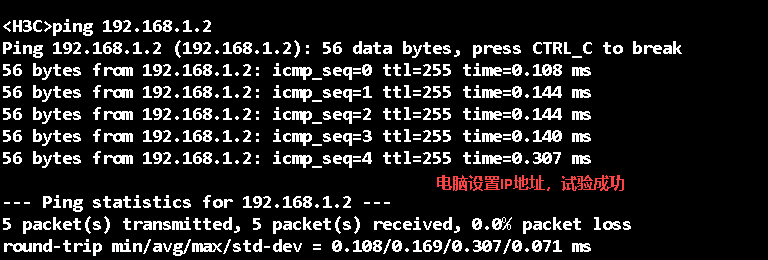 <H3C>ping 192.168.1.2
Ping 192.168.1.2 (192.168.1.2): 56 data bytes, press CTRL_C to break
56 bytes from 192.168.1.2: icmp_seq=0 ttl=255 time=0.108 ms
56 bytes from 192.168.1.2: icmp_seq=1 ttl=255 time=0.144 ms
56 bytes from 192.168.1.2: icmp_seq=2 ttl=255 time=0.144 ms
56 bytes from 192.168.1.2: icmp_seq=3 ttl=255 time=0.140 ms
56 bytes from 192.168.1.2: icmp_seq=4 ttl=255 time=0.307 ms
电脑设置IP地址，试验成功
--- Ping statistics for 192.168.1.2 ---
5 packet(s) transmitted, 5 packet(s) received, 0.0% packet loss
round-trip min/avg/max/std-dev = 0.108/0.169/0.307/0.071 ms